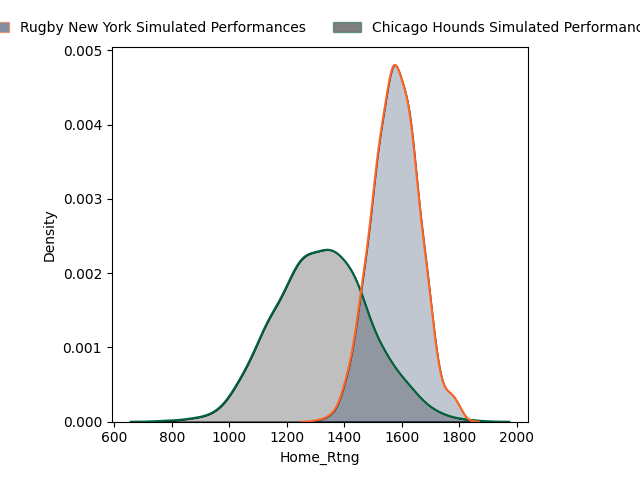 Rugby New York Simulated Performances
Chicago Hounds Simulated
0.005
0.004
0.003
0.002
0.001
0.000
Density
600 800 1000 1200 1400 1600 1800 2000
Home_Rtng